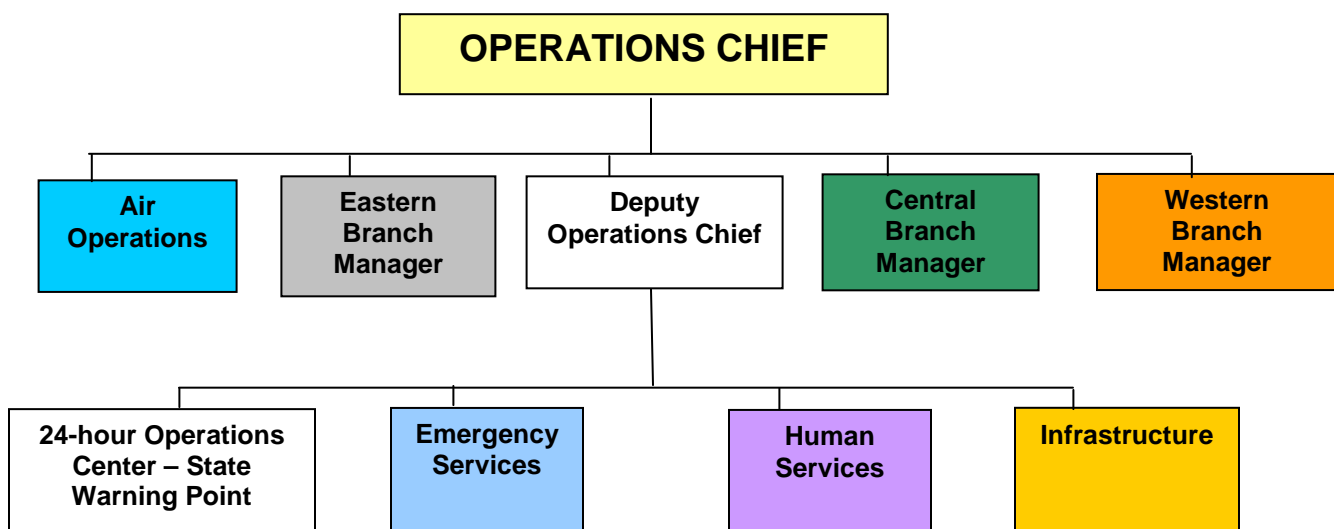 OPERATIONS CHIEF
Air
Operations
Eastern
Branch
Manager
Deputy
Operations Chief
Central
Branch
Manager
Western
Branch
Manager
24-hour Operations
Center – State
Warning Point
Emergency
Services
Human
Services
Infrastructure